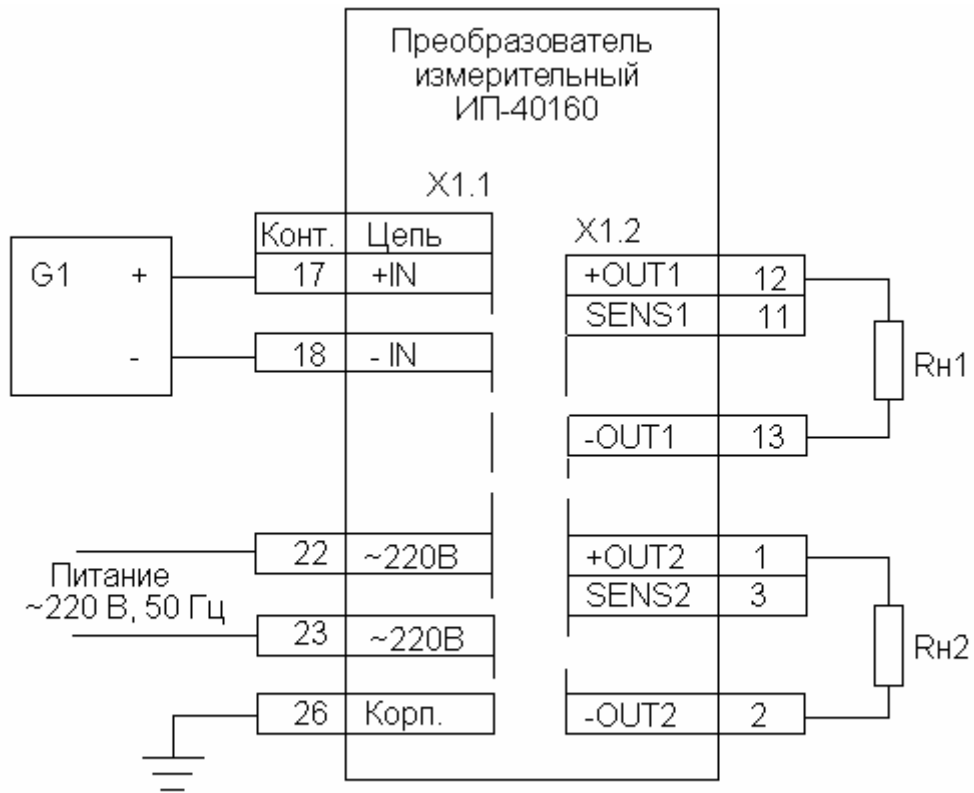 Преобразователь
измерительный
ИП-40160
X1.1
Конт. Цепь
X1.2
G1 + 17 +IN
+OUT1 12
SENS1 11
- 18 - IN
Rн1
-OUT1 13
22 ~220В
+OUT2 1
Питание
~220 В, 50 Гц
SENS2 3
23 ~220В
Rн2
26 Корп.
-OUT2 2